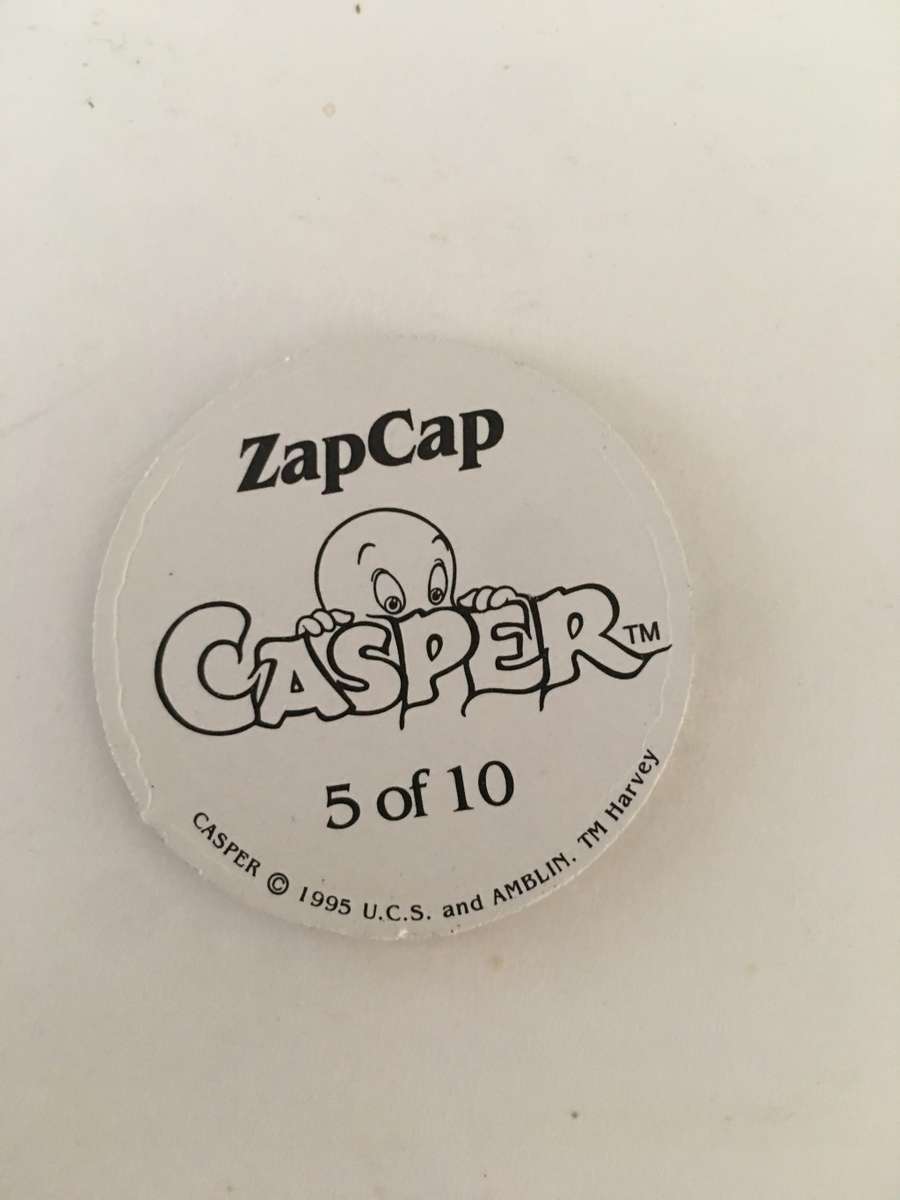 ZapCap
CASPER™
5 of 10
CASPER © 1995 U.C.S. and AMBLIN. TM Harvey